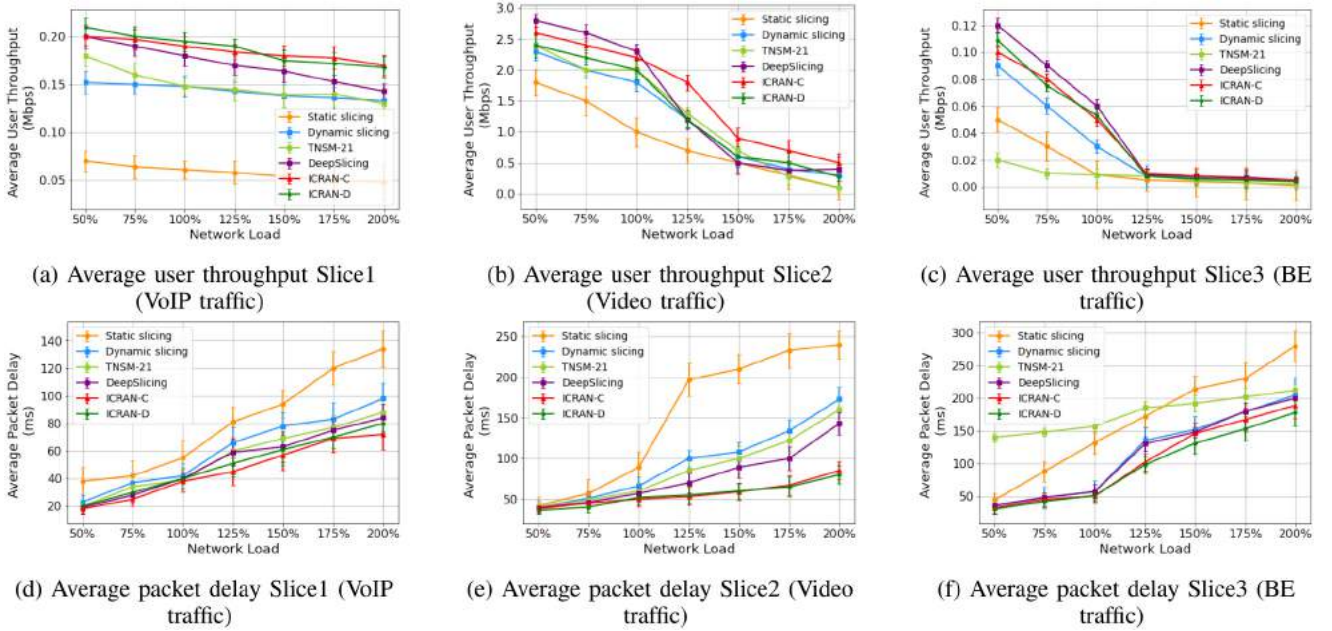 Average User Throughput
(Mbps)
0.20
0.15
0.10
0.05
Static slicing
Dynamic slicing
TNSM-21
DeepSlicing
ICRAN-C
ICRAN-D
50% 75% 100% 125% 150% 175% 200%
Network Load
(a) Average user throughput Slice1
(VoIP traffic)
Average User Throughput
(Mbps)
3.0
2.5
2.0
1.5
1.0
0.5
0.0
Static slicing
Dynamic slicing
TNSM-21
DeepSlicing
ICRAN-C
ICRAN-D
50% 75% 100% 125% 150% 175% 200%
Network Load
(b) Average user throughput Slice2
(Video traffic)
Average User Throughput
(Mbps)
0.12
0.10
0.08
0.06
0.04
0.02
0.00
Static slicing
Dynamic slicing
TNSM-21
DeepSlicing
ICRAN-C
ICRAN-D
50% 75% 100% 125% 150% 175% 200%
Network Load
(c) Average user throughput Slice3 (BE
traffic)
Average Packet Delay
(ms)
140
120
100
80
60
40
20
Static slicing
Dynamic slicing
TNSM-21
DeepSlicing
ICRAN-C
ICRAN-D
50% 75% 100% 125% 150% 175% 200%
Network Load
(d) Average packet delay Slice1 (VoIP
traffic)
Average Packet Delay
(ms)
250
200
150
100
50
Static slicing
Dynamic slicing
TNSM-21
DeepSlicing
ICRAN-C
ICRAN-D
50% 75% 100% 125% 150% 175% 200%
Network Load
(e) Average packet delay Slice2 (Video
traffic)
Average Packet Delay
(ms)
300
250
200
150
100
50
Static slicing
Dynamic slicing
TNSM-21
DeepSlicing
ICRAN-C
ICRAN-D
50% 75% 100% 125% 150% 175% 200%
Network Load
(f) Average packet delay Slice3 (BE
traffic)